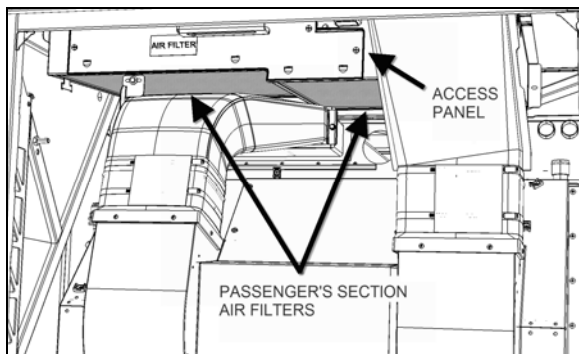 AIR FILTER
ACCESS
PANEL
PASSENGER'S SECTION
AIR FILTERS